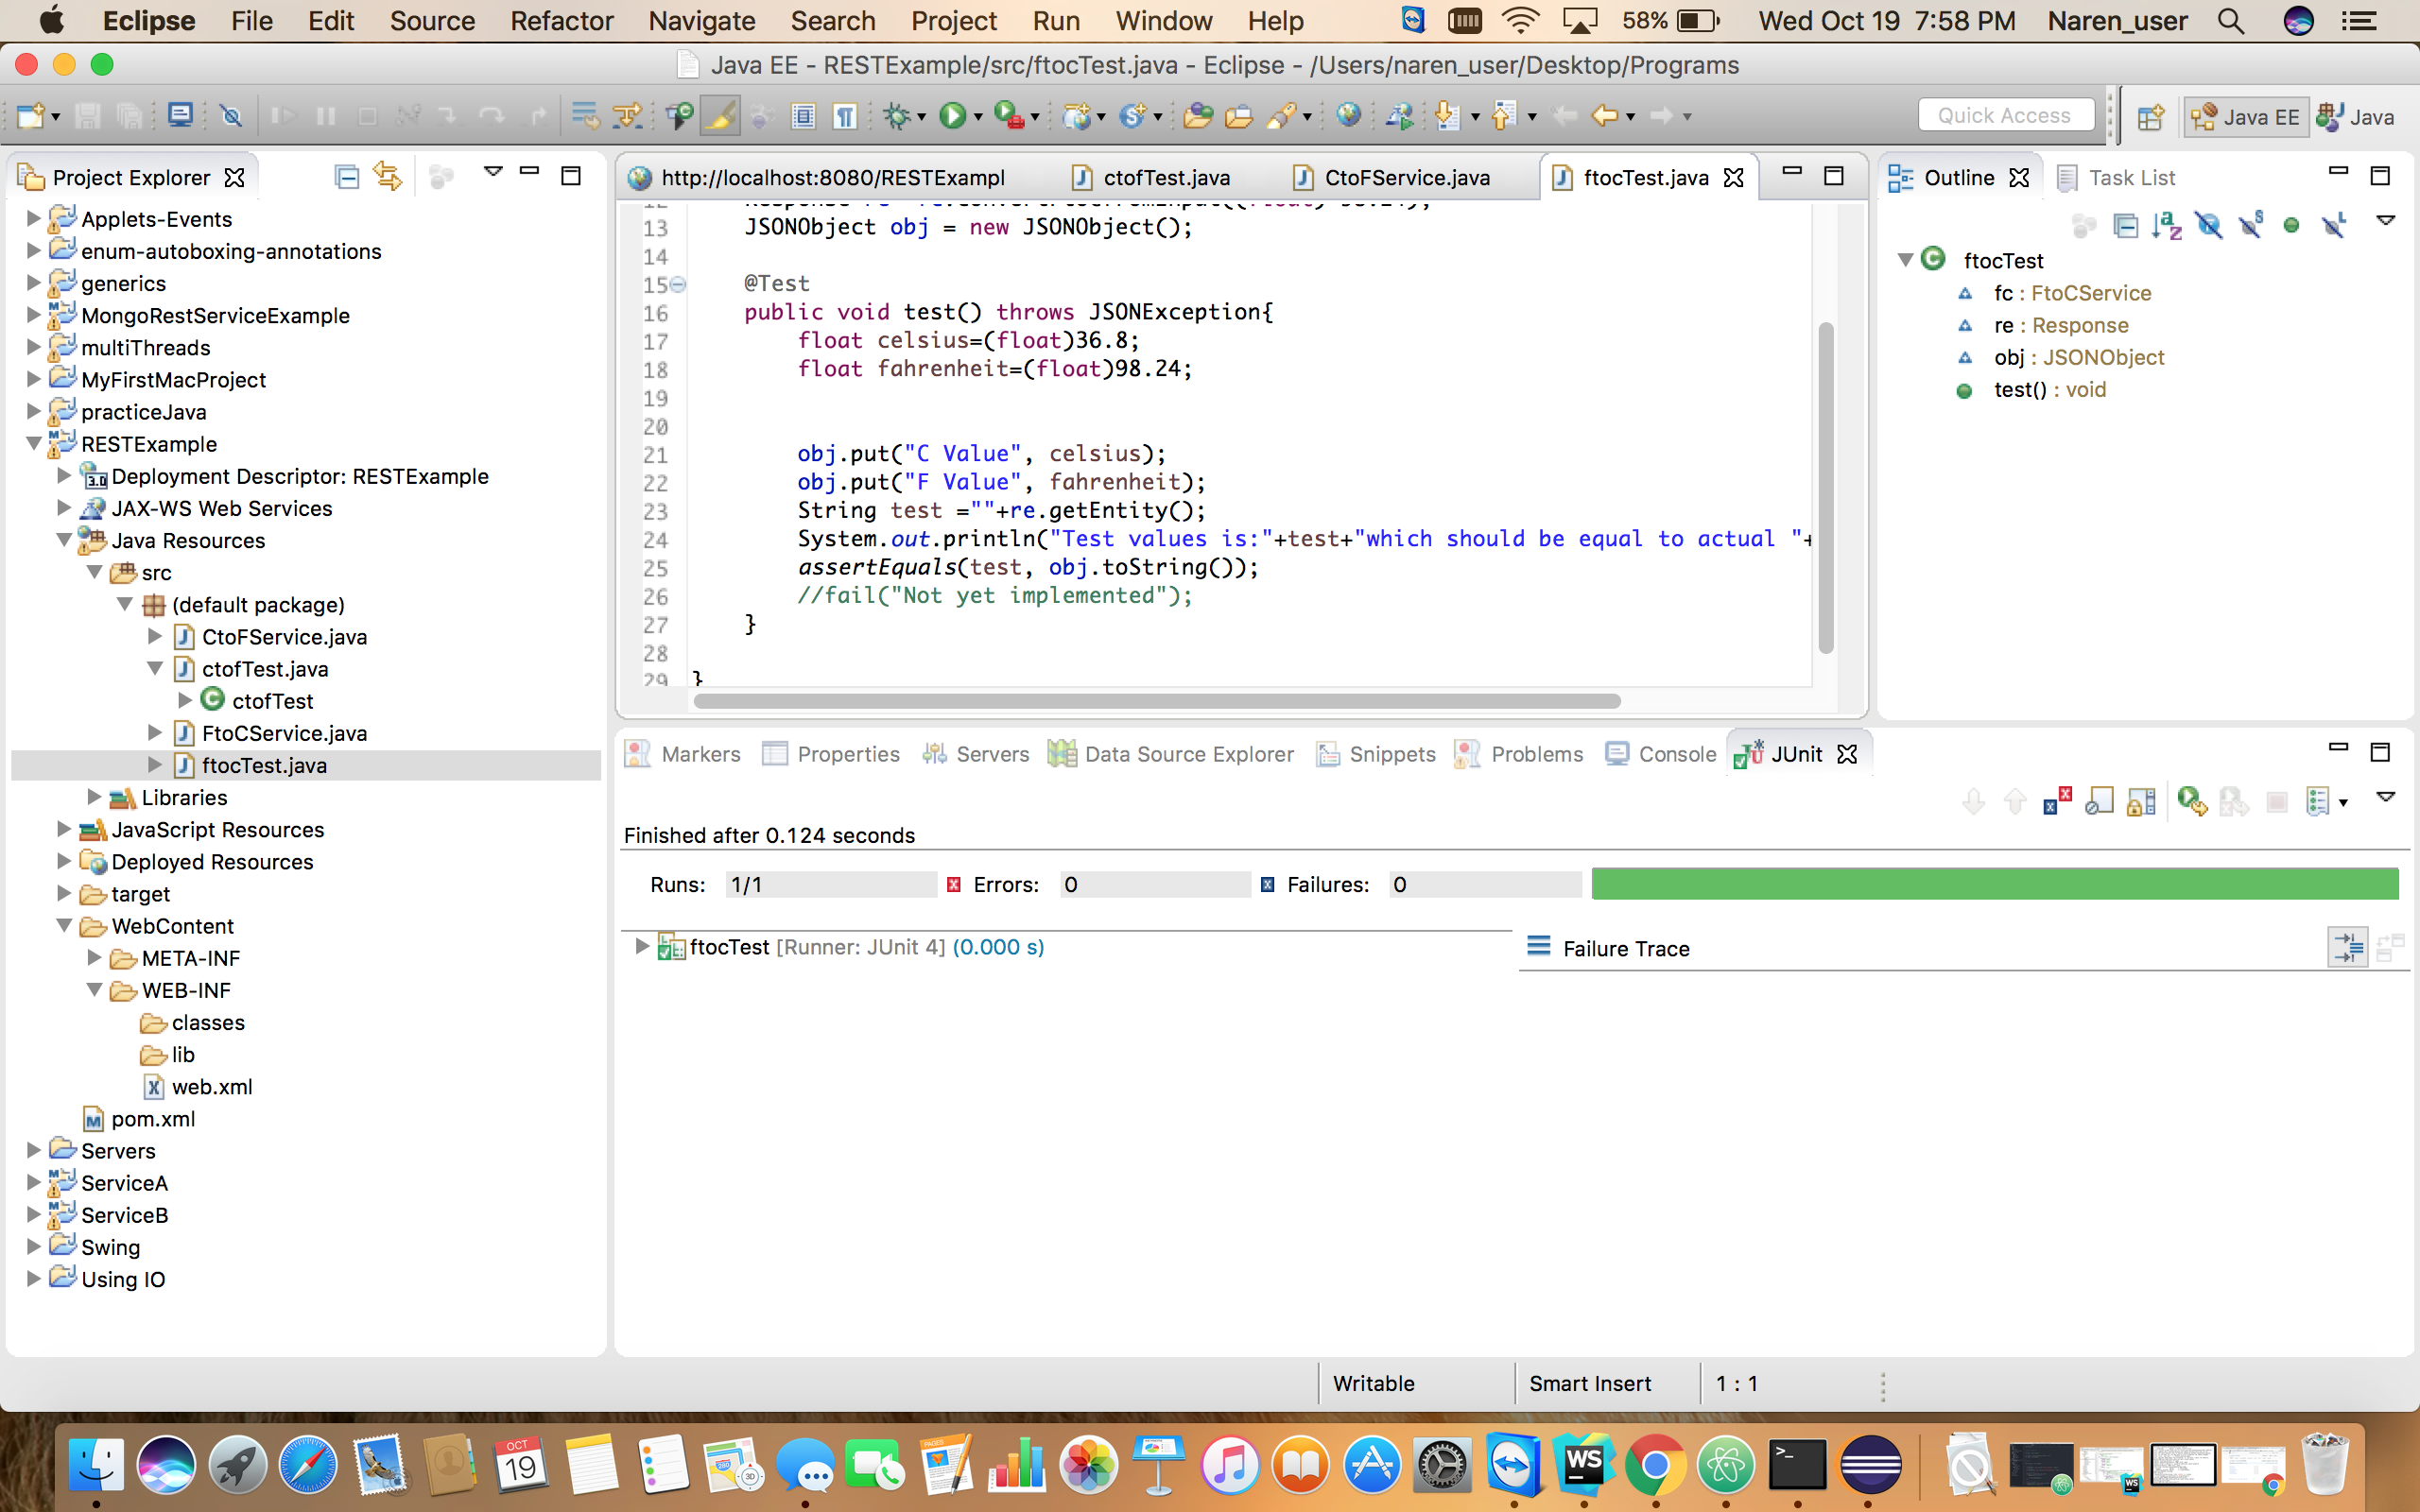 Eclipse File Edit Source Refactor Navigate Search Project Run Window Help 58% Wed Oct 19 7:58 PM Naren_user
Java EE - RESTExample/src/ftocTest.java - Eclipse - /Users/naren_user/Desktop/Programs
Quick Access Java EE Java
Project Explorer
Applets-Events
enum-autoboxing-annotations
generics
MongoRestServiceExample
multiThreads
MyFirstMacProject
practiceJava
RESTExample
Deployment Descriptor: RESTExample
JAX-WS Web Services
Java Resources
src
(default package)
CtoFService.java
ctofTest.java
ctofTest
FtoCService.java
ftocTest.java
Libraries
JavaScript Resources
Deployed Resources
target
WebContent
META-INF
WEB-INF
classes
lib
web.xml
pom.xml
Servers
ServiceA
ServiceB
Swing
Using IO
http://localhost:8080/RESTExampl ctofTest.java CtoFService.java ftocTest.java
13 JSONObject obj = new JSONObject();
14
15 @Test
16 public void test() throws JSONException{
17 float celsius=(float)36.8;
18 float fahrenheit=(float)98.24;
19
20
21 obj.put("C Value", celsius);
22 obj.put("F Value", fahrenheit);
23 String test =""+re.getEntity();
24 System.out.println("Test values is:"+test+"which should be equal to actual "+
25 assertEquals(test, obj.toString());
26 //fail("Not yet implemented");
27 }
28
29 }
Outline Task List
ftocTest
fc : FtoCService
re : Response
obj : JSONObject
test() : void
Markers Properties Servers Data Source Explorer Snippets Problems Console JUnit
Finished after 0.124 seconds
Runs: 1/1 Errors: 0 Failures: 0
ftocTest [Runner: JUnit 4] (0.000 s)
Failure Trace
Writable Smart Insert 1 : 1
OCT
19
PAGES
3D
WS